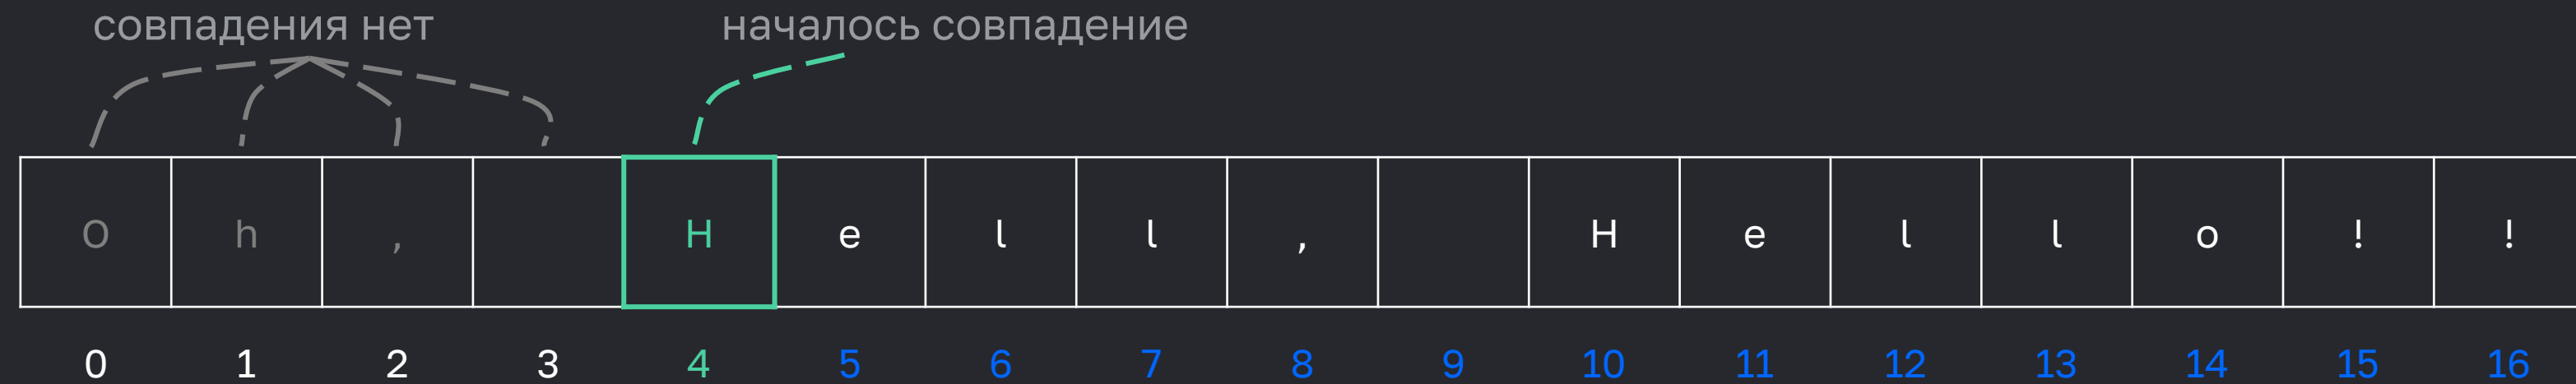 совпадения нет началось совпадение
O h , H e l l , H e l l o ! !
0 1 2 3 4 5 6 7 8 9 10 11 12 13 14 15 16